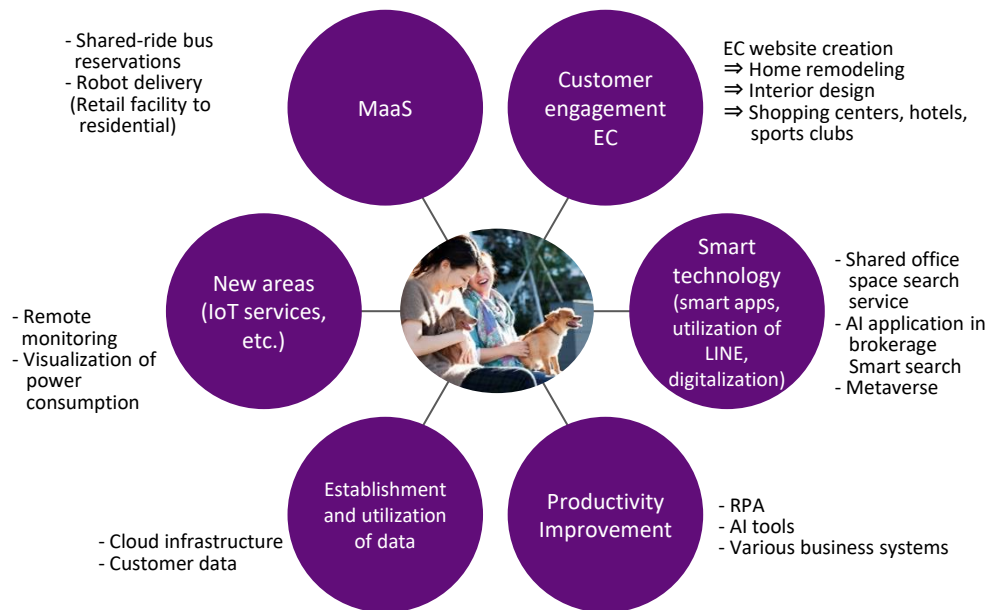 - Shared-ride bus
reservations
- Robot delivery
(Retail facility to
residential)
MaaS
Customer
engagement
EC
EC website creation
⇒ Home remodeling
⇒ Interior design
⇒ Shopping centers, hotels,
sports clubs
New areas
(IoT services,
etc.)
- Remote
monitoring
- Visualization of
power
consumption
Smart
technology
(smart apps,
utilization of
LINE,
digitalization)
- Shared office
space search
service
- AI application in
brokerage
Smart search
- Metaverse
Establishment
and utilization
of data
- Cloud infrastructure
- Customer data
Productivity
Improvement
- RPA
- AI tools
- Various business systems